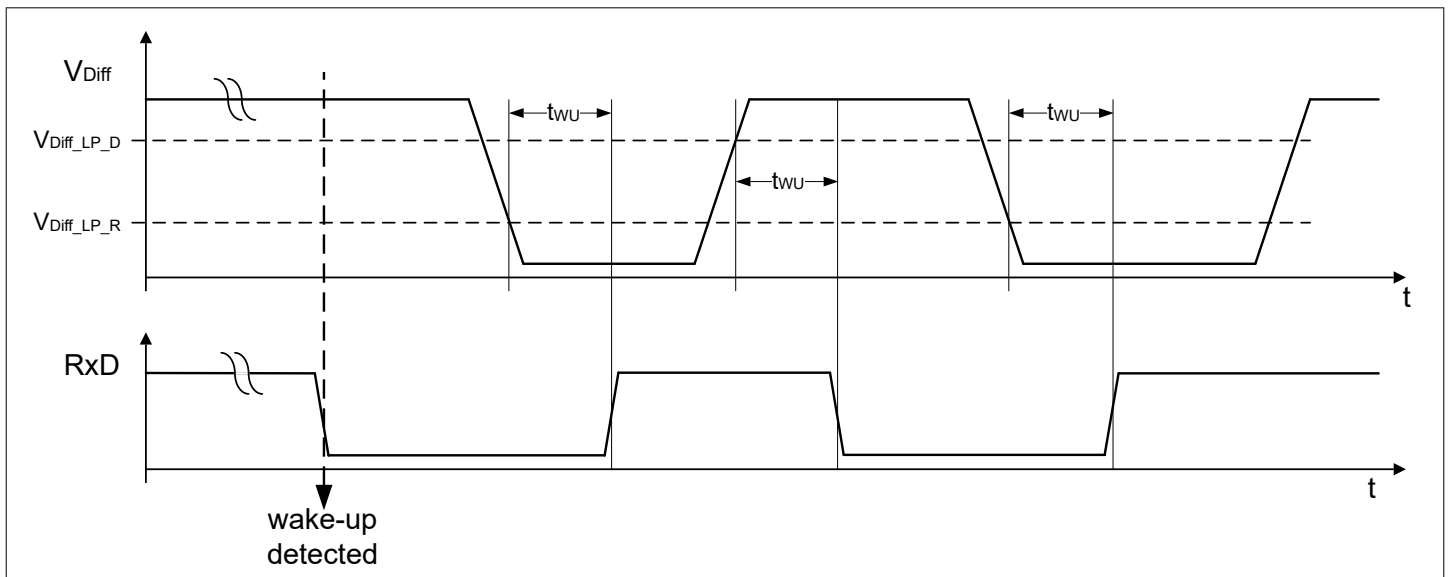 VDiff
tWU
tWU
VDiff_LP_D
tWU
VDiff_LP_R
t
RxD
t
wake-up
detected